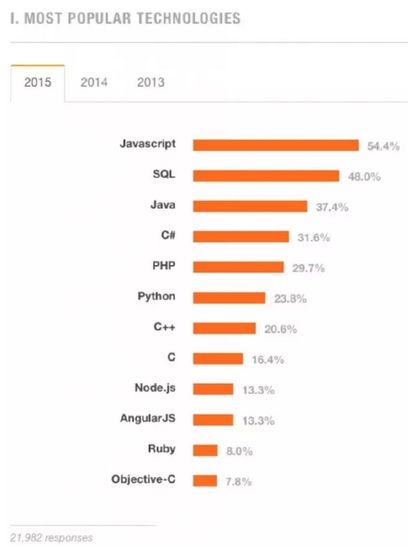 I. MOST POPULAR TECHNOLOGIES
2015 2014 2013
Javascript 54.4%
SQL 48.0%
Java 37.4%
C# 31.6%
PHP 29.7%
Python 23.8%
C++ 20.6%
C 16.4%
Node.js 13.3%
AngularJS 13.3%
Ruby 8.0%
Objective-C 7.8%
21,982 responses